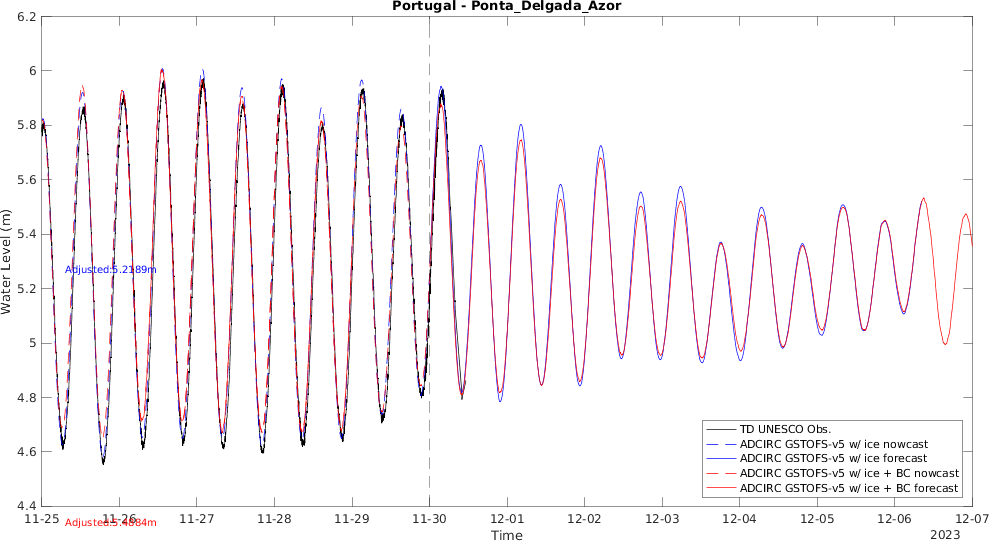 Portugal - Ponta_Delgada_Azor
6.2
6
5.8
5.6
5.4
5.2
5
4.8
4.6
4.4
Water Level (m)
Adjusted:5.2189m
Adjusted:5.4884m
TD UNESCO Obs.
ADCIRC GSTOFS-v5 w/ ice nowcast
ADCIRC GSTOFS-v5 w/ ice forecast
ADCIRC GSTOFS-v5 w/ ice + BC nowcast
ADCIRC GSTOFS-v5 w/ ice + BC forecast
11-25 11-26 11-27 11-28 11-29 11-30 12-01 12-02 12-03 12-04 12-05 12-06 12-07
Time
2023